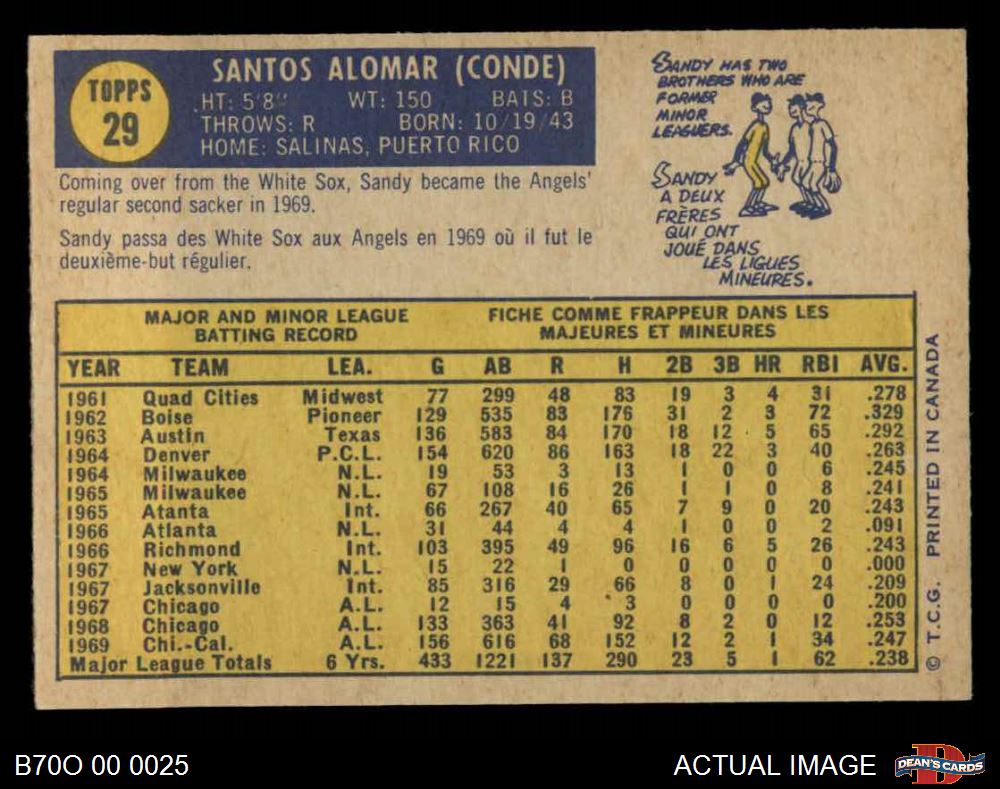 TOPPS
29
SANTOS ALOMAR (CONDE)
HT: 5'8" WT: 150 BATS: B
THROWS: R BORN: 10/19/43
HOME: SALINAS, PUERTO RICO
Coming over from the White Sox, Sandy became the Angels'
regular second sacker in 1969.
Sandy passa des White Sox aux Angels en 1969 où il fut le
deuxième-but régulier.
SANDY HAS TWO
BROTHERS WHO ARE
FORMER
MINOR
LEAGUERS.
SANDY
A DEUX
FRÈRES
QUI ONT
JOUÉ DANS
LES LIGUES
MINEURES.
MAJOR AND MINOR LEAGUE
BATTING RECORD
FICHE COMME FRAPPEUR DANS LES
MAJEURES ET MINEURES
YEAR TEAM LEA. G AB R H 2B 3B HR RBI AVG.
1961 Quad Cities Midwest 77 299 48 83 19 3 4 31 .278
1962 Boise Pioneer 129 535 83 176 31 2 3 72 .329
1963 Austin Texas 136 583 84 170 18 12 5 65 .292
1964 Denver P.C.L. 154 620 86 163 18 22 3 40 .263
1964 Milwaukee N.L. 19 53 3 13 1 0 0 6 .245
1965 Milwaukee N.L. 67 108 16 26 1 1 0 8 .241
1965 Atanta Int. 66 267 40 65 7 9 0 20 .243
1966 Atlanta N.L. 31 44 4 4 1 0 0 2 .091
1966 Richmond Int. 103 395 49 96 16 6 5 26 .243
1967 New York N.L. 15 22 1 0 0 0 0 0 .000
1967 Jacksonville Int. 85 316 29 66 8 0 1 24 .209
1967 Chicago A.L. 12 15 4 3 0 0 0 0 .200
1968 Chicago A.L. 133 363 41 92 8 2 0 12 .253
1969 Chi.-Cal. A.L. 156 616 68 152 12 2 1 34 .247
Major League Totals 6 Yrs. 433 1221 137 290 23 5 1 62 .238
© T.C.G. PRINTED IN CANADA
B70O 00 0025
ACTUAL IMAGE
D
DEAN'S CARDS